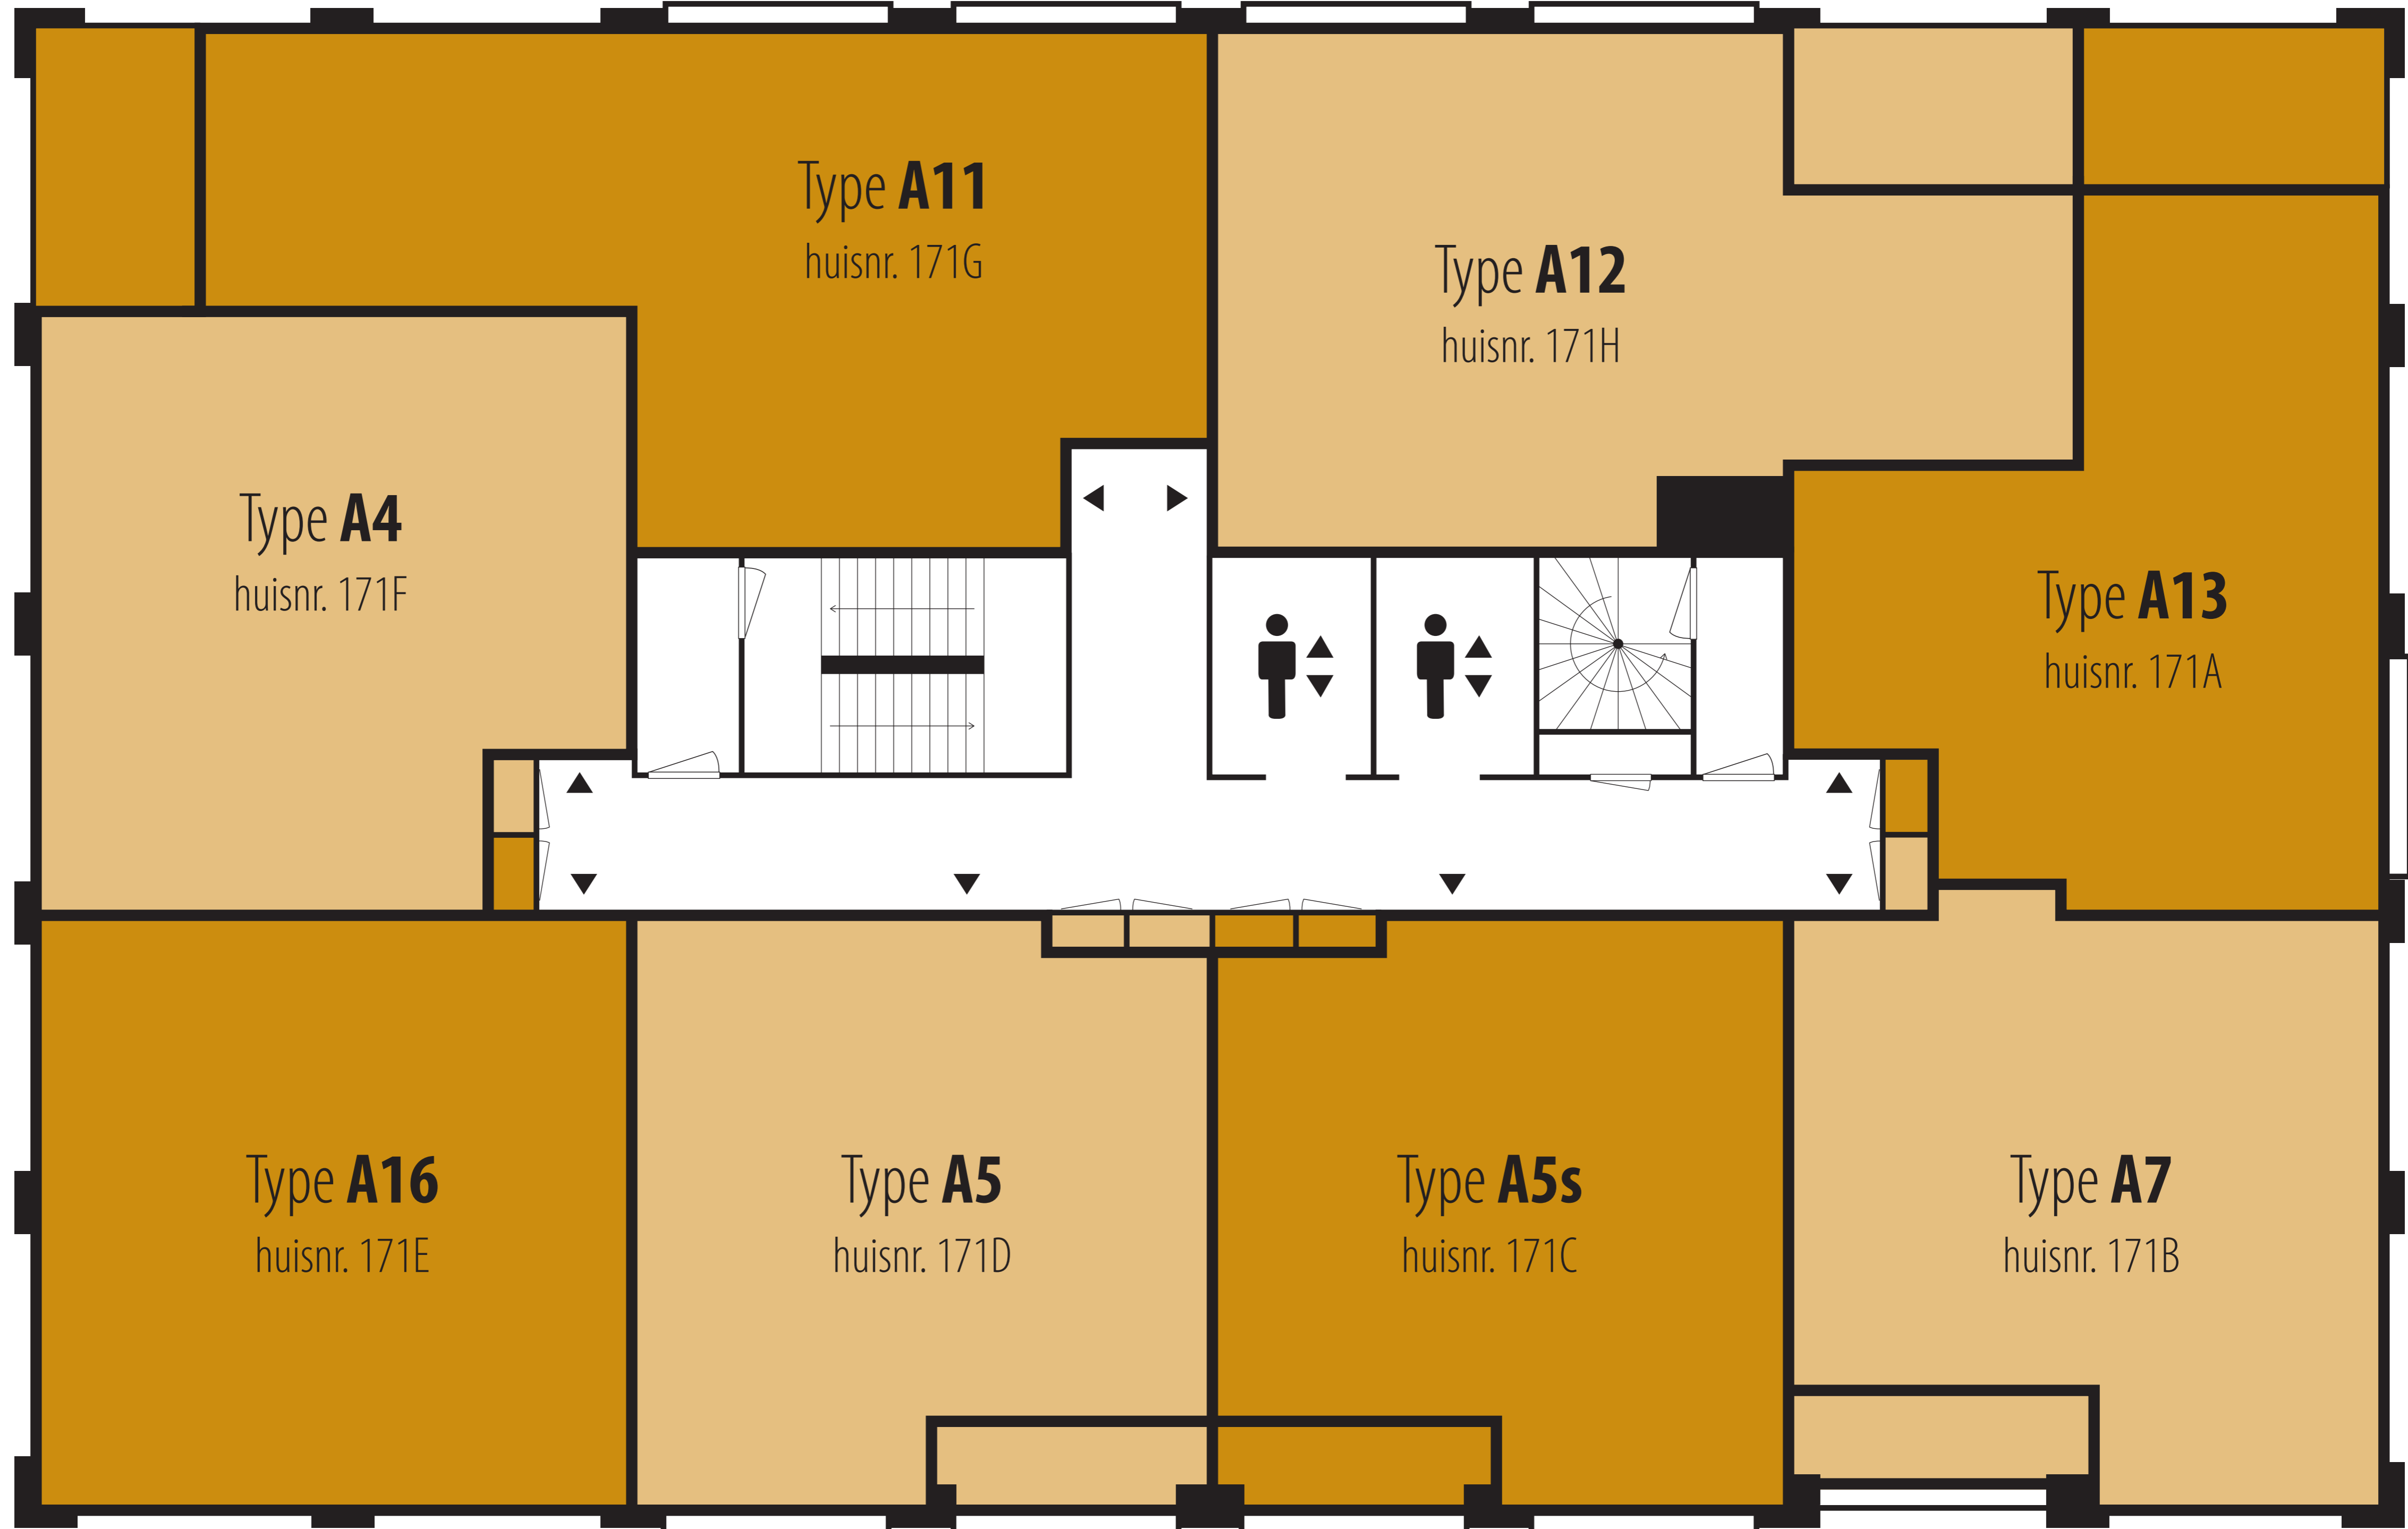 Type A11
huisnr. 171G
Type A12
huisnr. 171H
Type A4
huisnr. 171F
Type A13
huisnr. 171A
Type A16
huisnr. 171E
Type A5
huisnr. 171D
Type A5s
huisnr. 171C
Type A7
huisnr. 171B